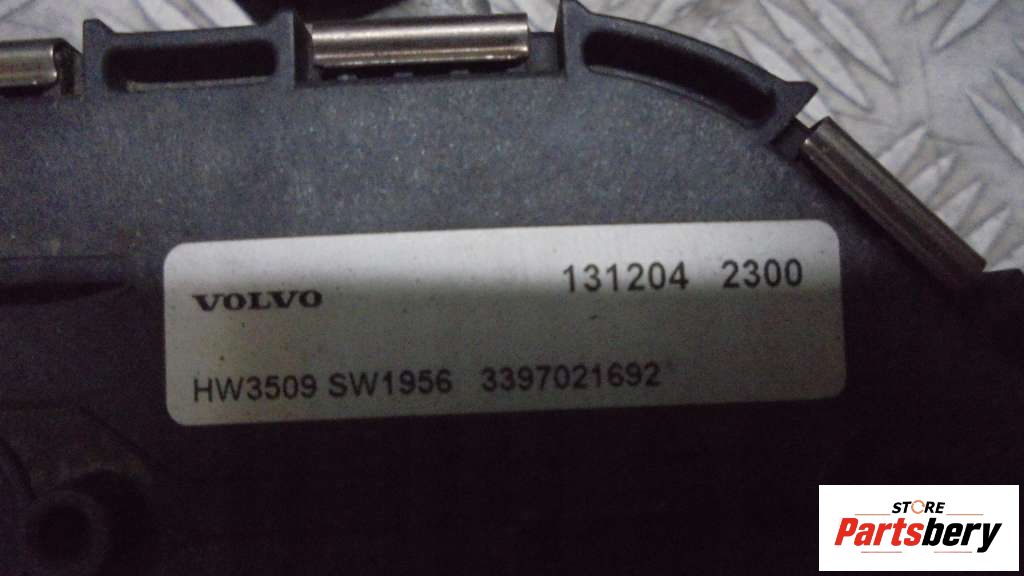 VOLVO 131204 2300
HW3509 SW1956 3397021692
STORE
Partsbery